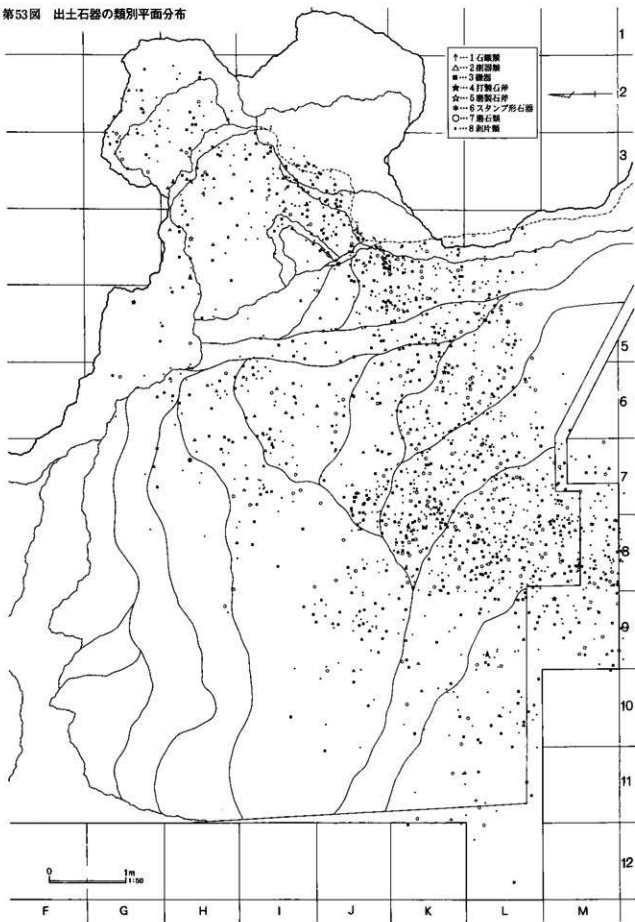 第53図 出土石器の類別平面分布
↑…1石鏃類
△…2削器類
■…3礫器
★…4打製石斧
☆…5磨製石斧
＊…6スタンプ形石器
○…7磨石類
・…8剥片類
1
2
3
5
6
7
8
9
10
11
12
0 1m
1:50
F G H I J K L M